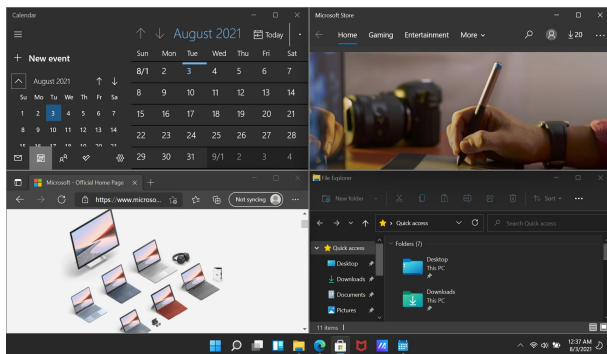 Calendar
August 2021
Today
New event
Sun Mon Tue Wed Thu Fri Sat
8/1 2 3 4 5 6 7
8 9 10 11 12 13 14
15 16 17 18 19 20 21
22 23 24 25 26 27 28
29 30 31 9/1 2 3 4
August 2021
Su Mo Tu We Th Fr Sa
1 2 3 4 5 6 7
8 9 10 11 12 13 14
Microsoft Store
Home Gaming Entertainment More
20
Microsoft - Official Home Page
https://www.microso...
Not syncing
File Explorer
New folder
Sort
Quick access
Search Quick access
Quick access
Desktop
Downloads
Documents
Pictures
Folders (7)
Desktop
This PC
Downloads
This PC
11 items
12:37 AM
8/3/2021